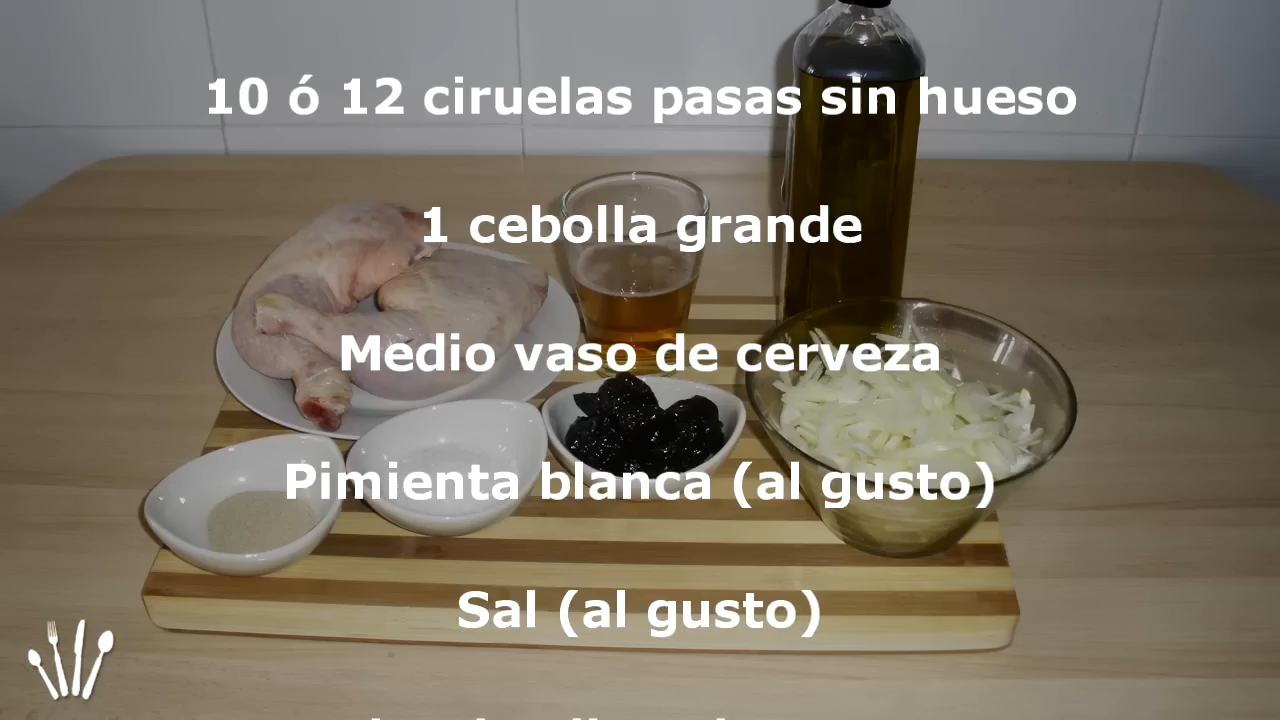 10 ó 12 ciruelas pasas sin hueso
1 cebolla grande
Medio vaso de cerveza
Pimienta blanca (al gusto)
Sal (al gusto)